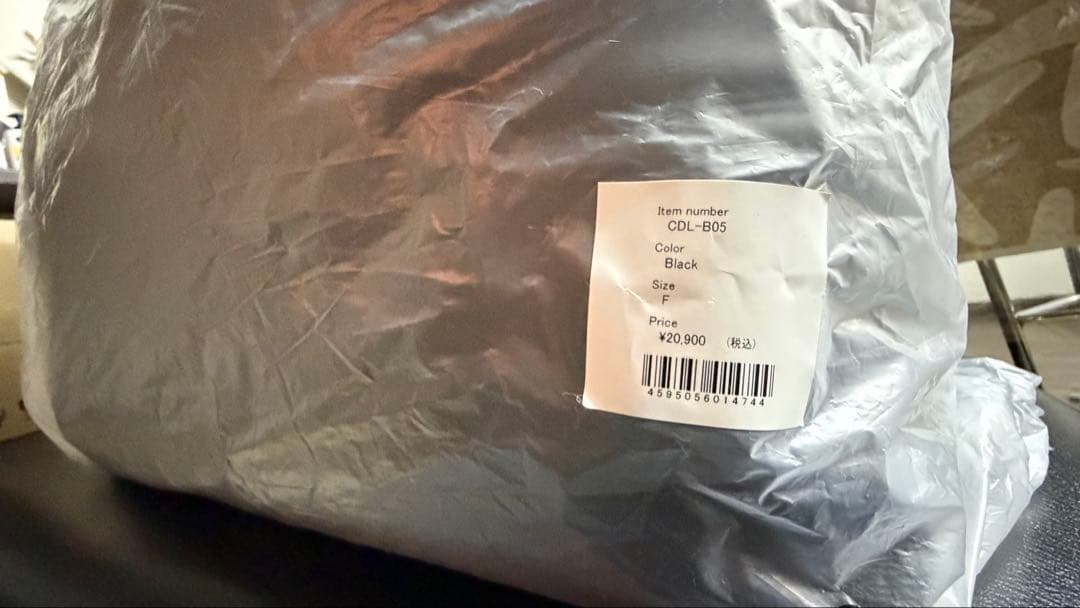 Item number
CDL-B05
Color
Black
Size
F
Price
¥20,900 （税込）
4595056014744